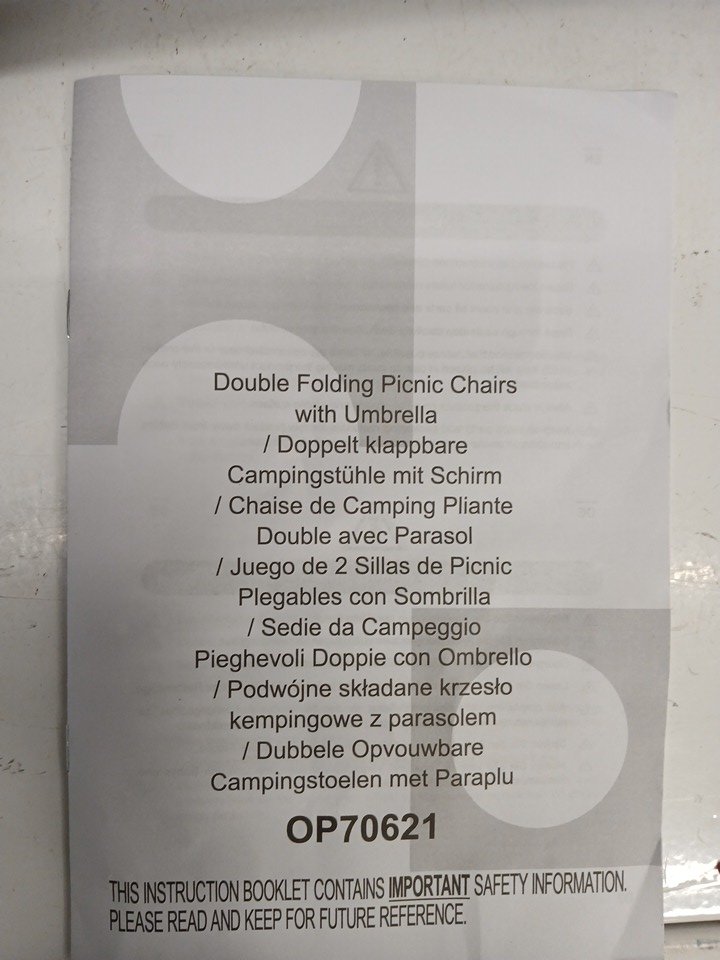 Double Folding Picnic Chairs
with Umbrella
/ Doppelt klappbare
Campingstühle mit Schirm
/ Chaise de Camping Pliante
Double avec Parasol
/ Juego de 2 Sillas de Picnic
Plegables con Sombrilla
/ Sedie da Campeggio
Pieghevoli Doppie con Ombrello
/ Podwójne składane krzesło
kempingowe z parasolem
/ Dubbele Opvouwbare
Campingstoelen met Paraplu
OP70621
THIS INSTRUCTION BOOKLET CONTAINS IMPORTANT SAFETY INFORMATION.
PLEASE READ AND KEEP FOR FUTURE REFERENCE.